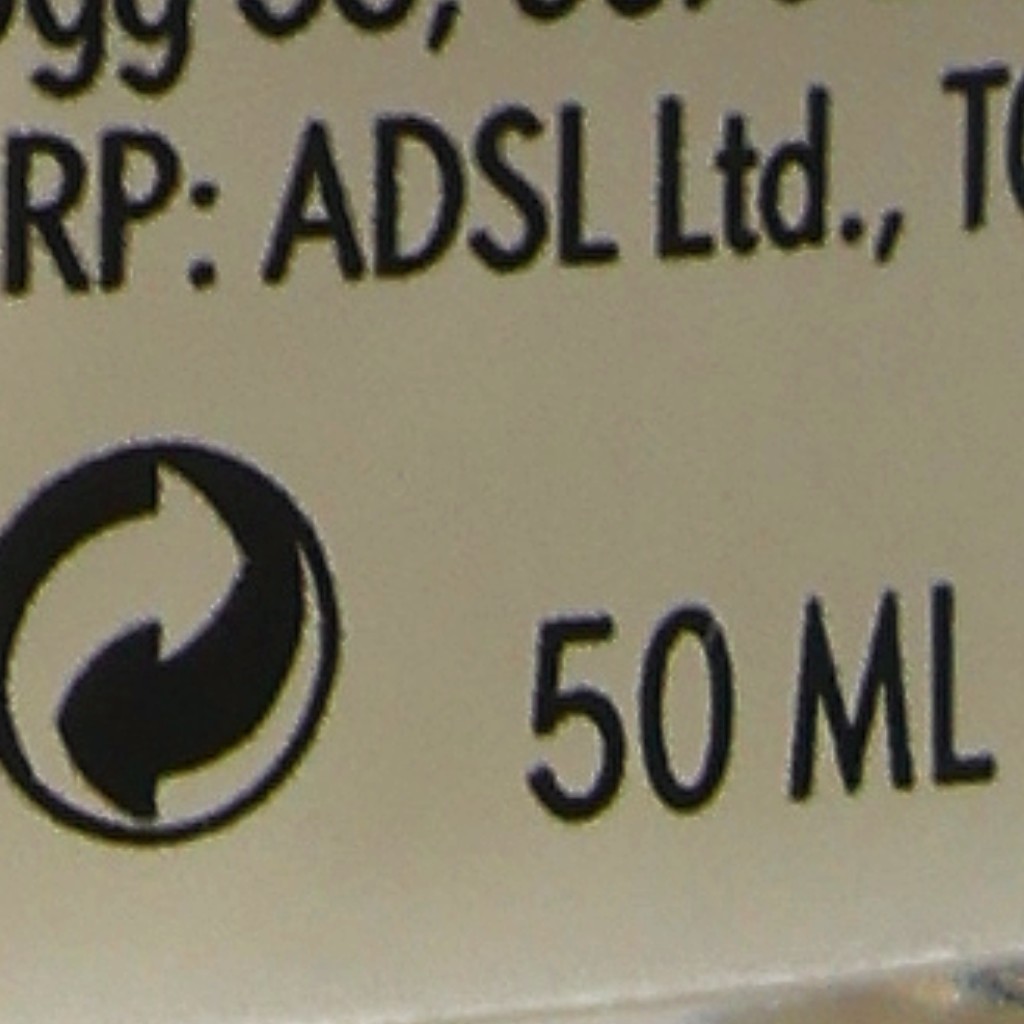 RP: ADSL Ltd.,
50 ML